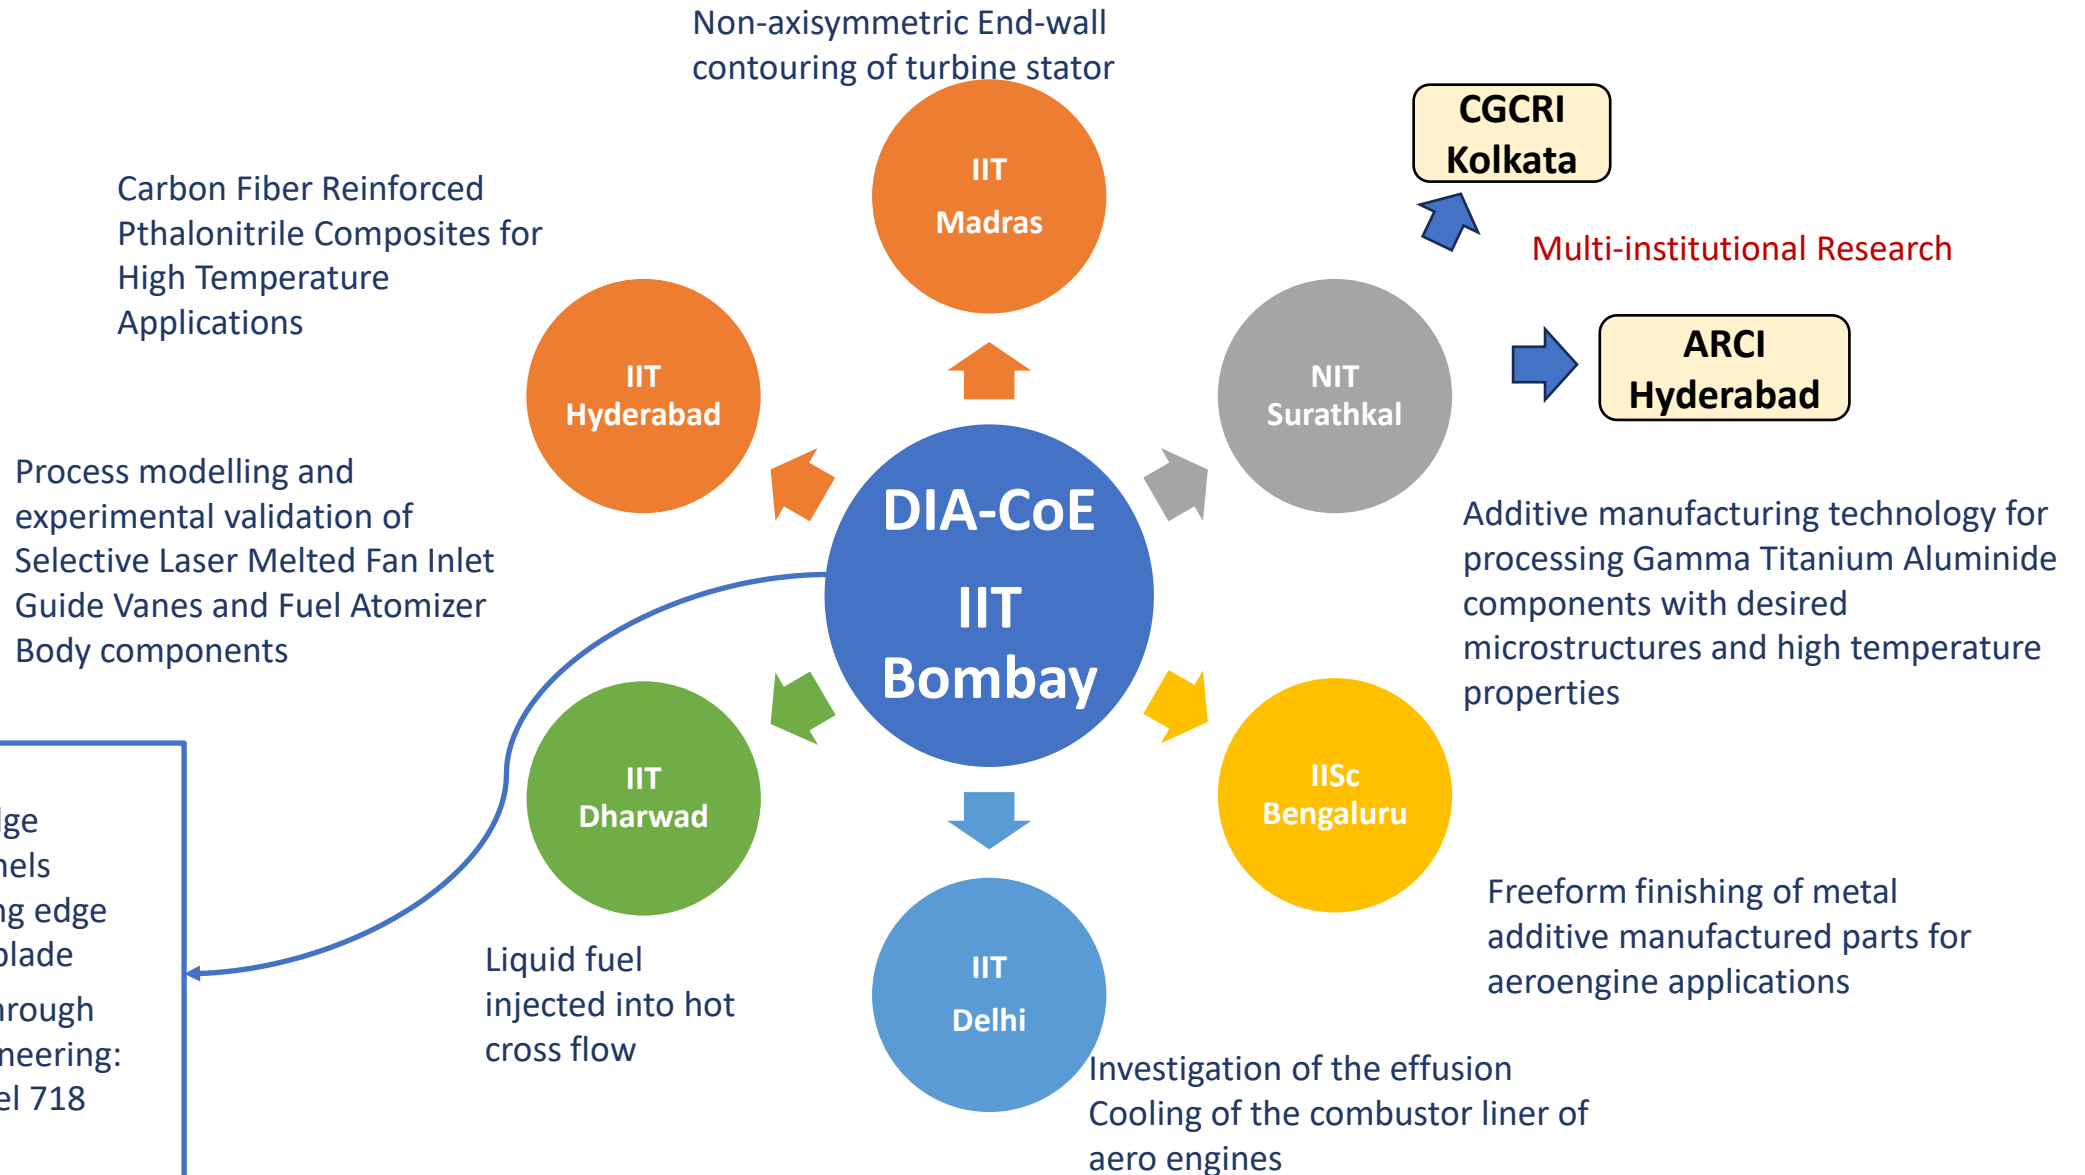 Non-axisymmetric End-wall
contouring of turbine stator
CGCRI
Kolkata
IIT
Madras
Carbon Fiber Reinforced
Pthalonitrile Composites for
High Temperature
Applications
Multi-institutional Research
ARCI
Hyderabad
IIT
Hyderabad
NIT
Surathkal
Process modelling and
experimental validation of
Selective Laser Melted Fan Inlet
Guide Vanes and Fuel Atomizer
Body components
DIA-CoE
IIT
Bombay
Additive manufacturing technology for
processing Gamma Titanium Aluminide
components with desired
microstructures and high temperature
properties
IIT
Dharwad
IISc
Bengaluru
edge
blade
718
Freeform finishing of metal
additive manufactured parts for
aeroengine applications
Liquid fuel
injected into hot
cross flow
IIT
Delhi
Investigation of the effusion
Cooling of the combustor liner of
aero engines